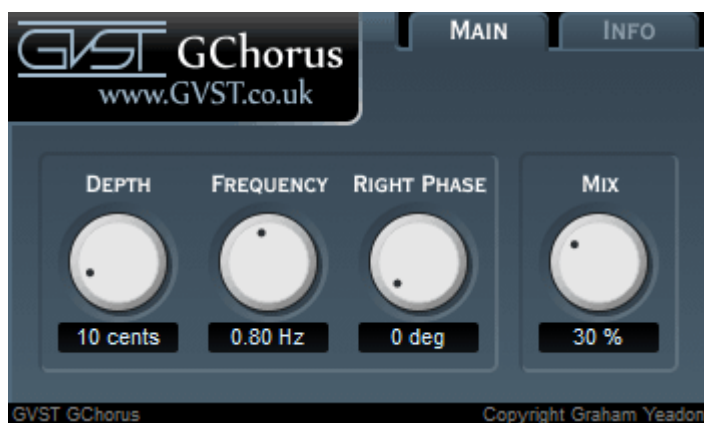 GVST GChorus
www.GVST.co.uk
MAIN
INFO
DEPTH
FREQUENCY
RIGHT PHASE
MIX
10 cents
0.80 Hz
0 deg
30 %
GVST GChorus
Copyright Graham Yeadon